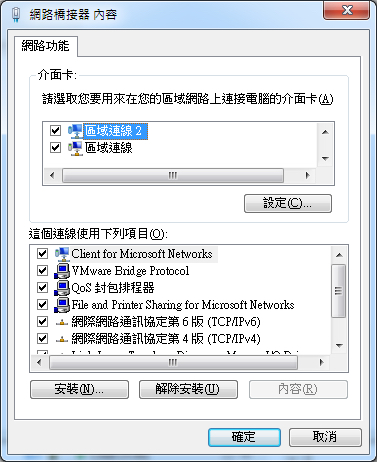 網路橋接器 內容
網路功能
介面卡:
請選取您要用來在您的區域網路上連接電腦的介面卡(A)
區域連線 2
區域連線
設定(C)...
這個連線使用下列項目(O):
Client for Microsoft Networks
VMware Bridge Protocol
QoS 封包排程器
File and Printer Sharing for Microsoft Networks
網際網路通訊協定第 6 版 (TCP/IPv6)
網際網路通訊協定第 4 版 (TCP/IPv4)
安裝(N)...
解除安裝(U)
內容(R)
確定
取消